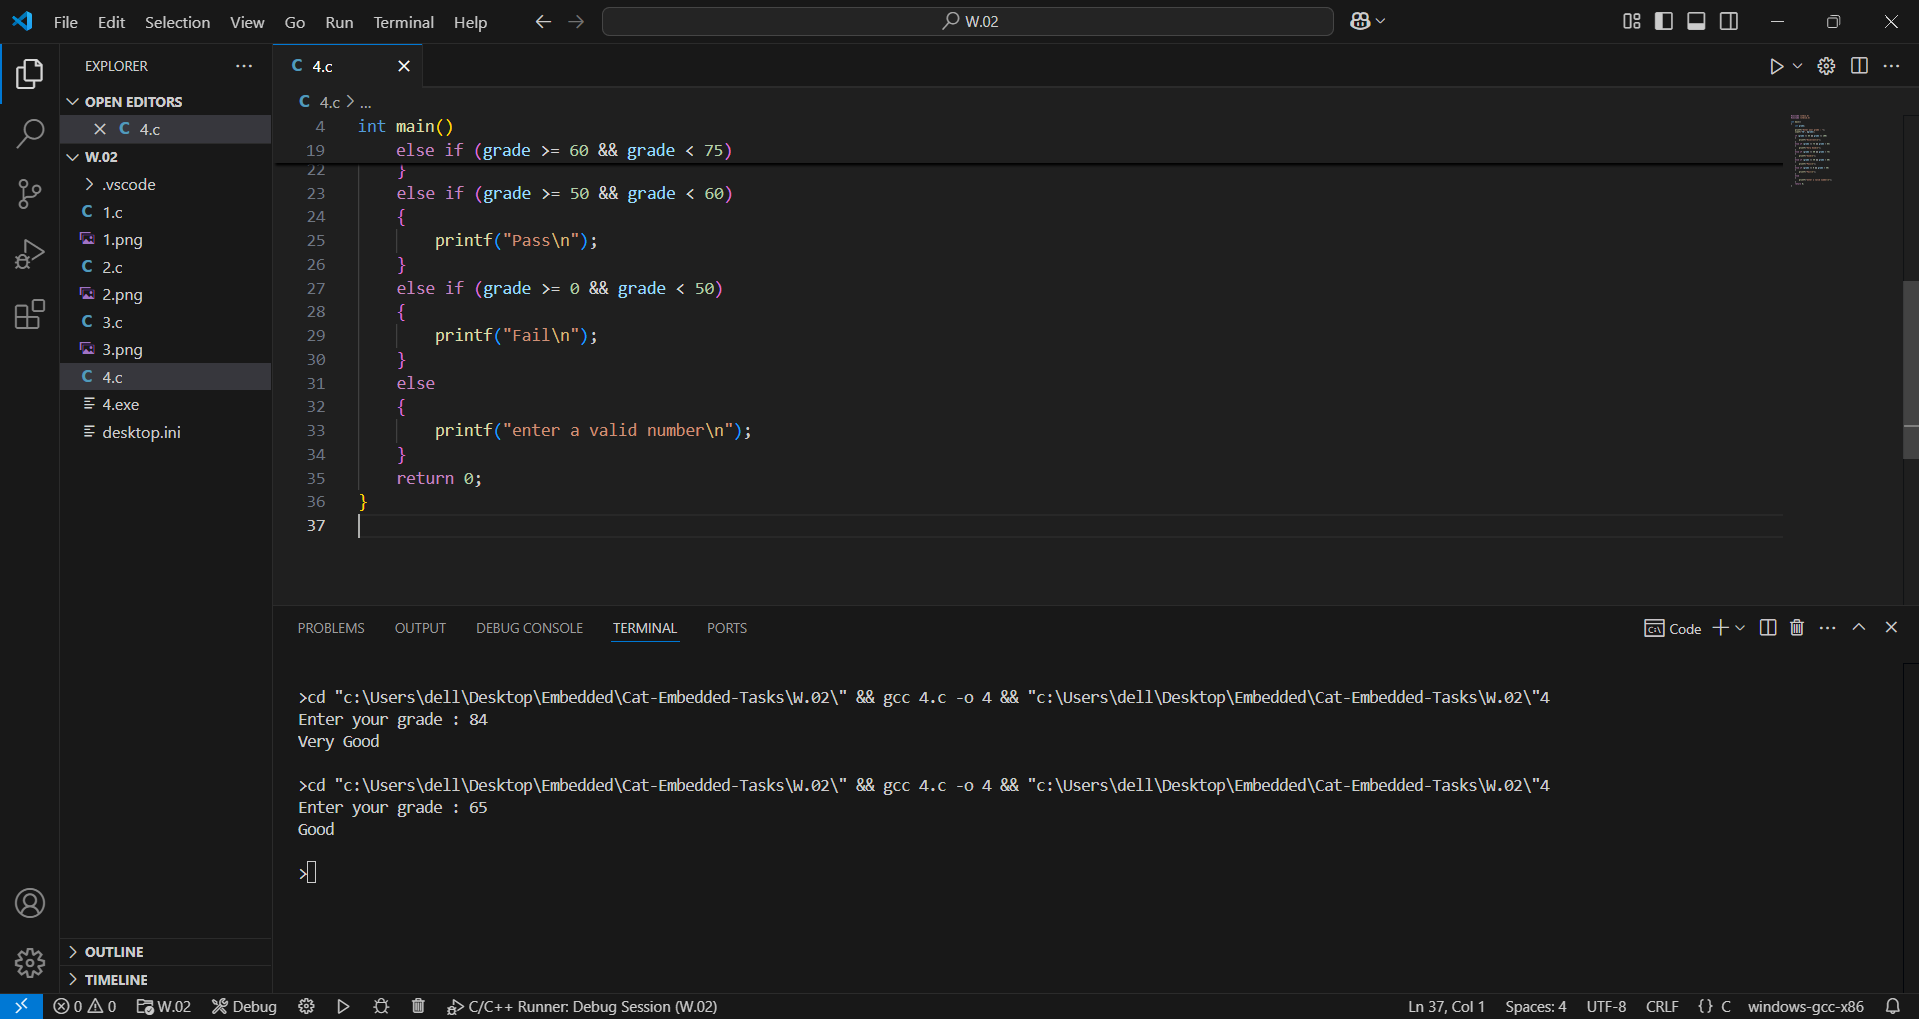 File Edit Selection View Go Run Terminal Help W.02
EXPLORER
OPEN EDITORS
4.c
W.02
.vscode
1.c
1.png
2.c
2.png
3.c
3.png
4.c
4.exe
desktop.ini
OUTLINE
TIMELINE
C 4.c
C 4.c > ...
4 int main()
19 else if (grade >= 60 && grade < 75)
22 }
23 else if (grade >= 50 && grade < 60)
24 {
25 printf("Pass\n");
26 }
27 else if (grade >= 0 && grade < 50)
28 {
29 printf("Fail\n");
30 }
31 else
32 {
33 printf("enter a valid number\n");
34 }
35 return 0;
36 }
37
PROBLEMS OUTPUT DEBUG CONSOLE TERMINAL PORTS Code
>cd "c:\Users\dell\Desktop\Embedded\Cat-Embedded-Tasks\W.02\" && gcc 4.c -o 4 && "c:\Users\dell\Desktop\Embedded\Cat-Embedded-Tasks\W.02\"4
Enter your grade : 84
Very Good
>cd "c:\Users\dell\Desktop\Embedded\Cat-Embedded-Tasks\W.02\" && gcc 4.c -o 4 && "c:\Users\dell\Desktop\Embedded\Cat-Embedded-Tasks\W.02\"4
Enter your grade : 65
Good
>
0 0 W.02 Debug C/C++ Runner: Debug Session (W.02) Ln 37, Col 1 Spaces: 4 UTF-8 CRLF {} C windows-gcc-x86